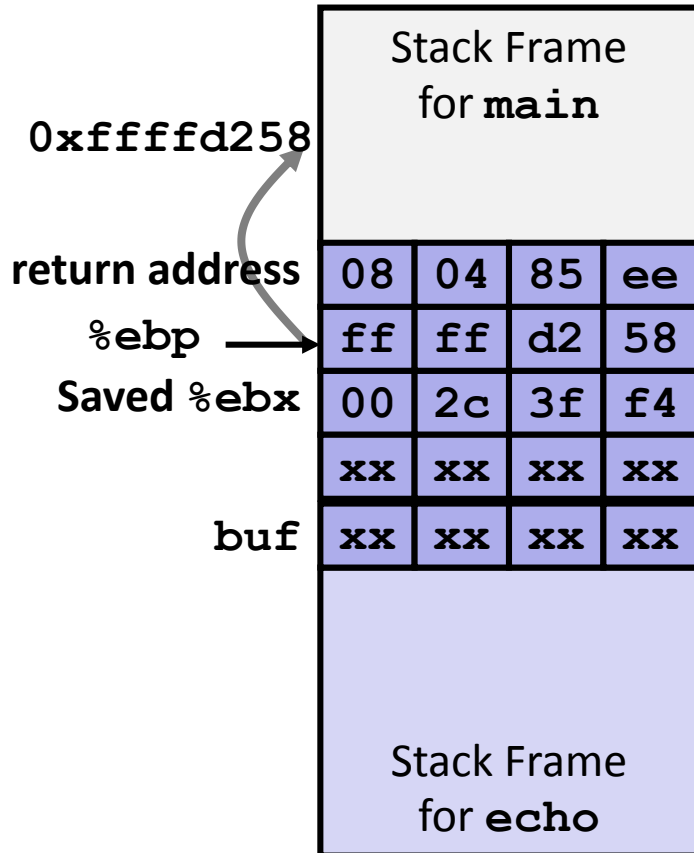 Stack Frame
for main
0xffffd258
return address 08 04 85 ee
%ebp ff ff d2 58
Saved %ebx 00 2c 3f f4
xx xx xx xx
buf xx xx xx xx
Stack Frame
for echo